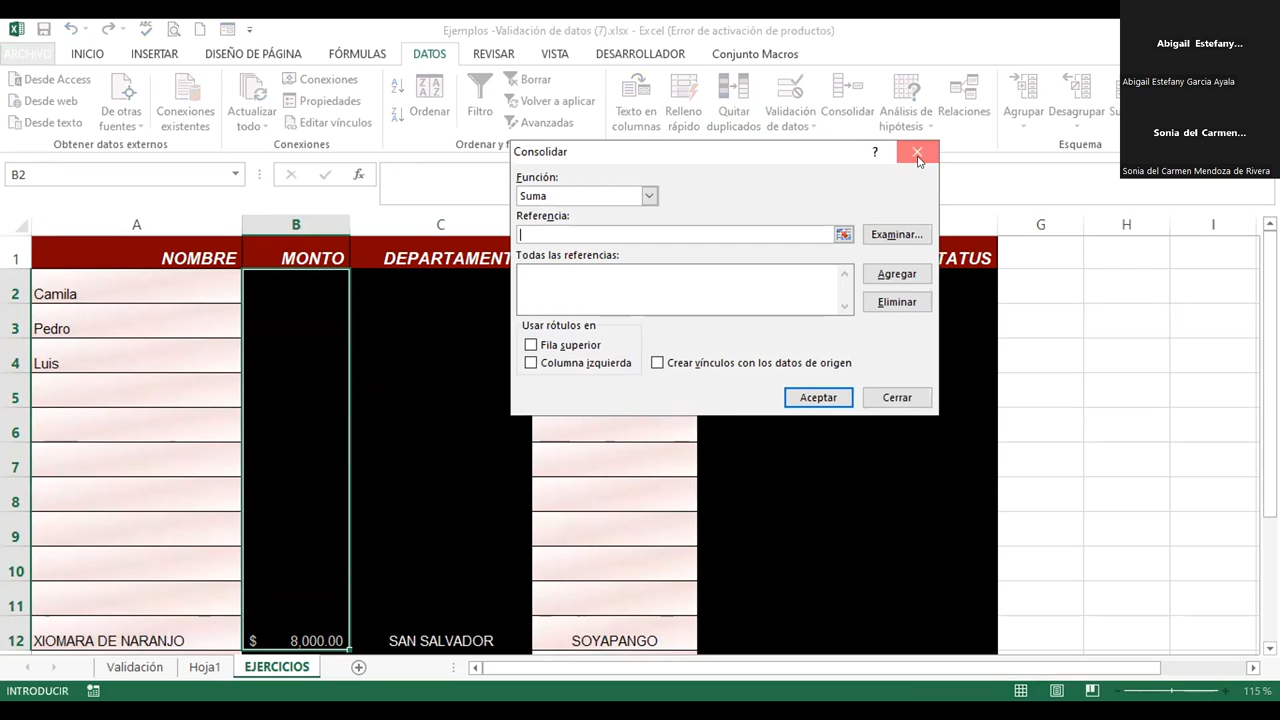 Ejemplos -Validación de datos (7).xlsx - Excel (Error de activación de productos)
ARCHIVO INICIO INSERTAR DISEÑO DE PÁGINA FÓRMULAS DATOS REVISAR VISTA DESARROLLADOR Conjunto Macros
Desde Access
Desde web
Desde texto
De otras fuentes
Conexiones existentes
Obtener datos externos
Actualizar todo
Conexiones
Propiedades
Editar vínculos
Conexiones
Ordenar
Filtro
Borrar
Volver a aplicar
Avanzadas
Ordenar y f
Texto en columnas
Relleno rápido
Quitar duplicados
Validación de datos
Consolidar
Análisis de hipótesis
Relaciones
Agrupar
Desagrupar
Su
Esquema
Abigail Estefany...
Abigail Estefany García Ayala
Sonia del Carmen...
Sonia del Carmen Mendoza de Rivera
B2
fx
Consolidar
?
Función:
Suma
Referencia:
Examinar...
Todas las referencias:
Agregar
Eliminar
Usar rótulos en
Fila superior
Columna izquierda
Crear vínculos con los datos de origen
Aceptar
Cerrar
A B C G H I
1 NOMBRE MONTO DEPARTAMENT TATUS
2 Camila
3 Pedro
4 Luis
5
6
7
8
9
10
11
12 XIOMARA DE NARANJO $ 8,000.00 SAN SALVADOR SOYAPANGO
Validación Hoja1 EJERCICIOS
INTRODUCIR
115 %